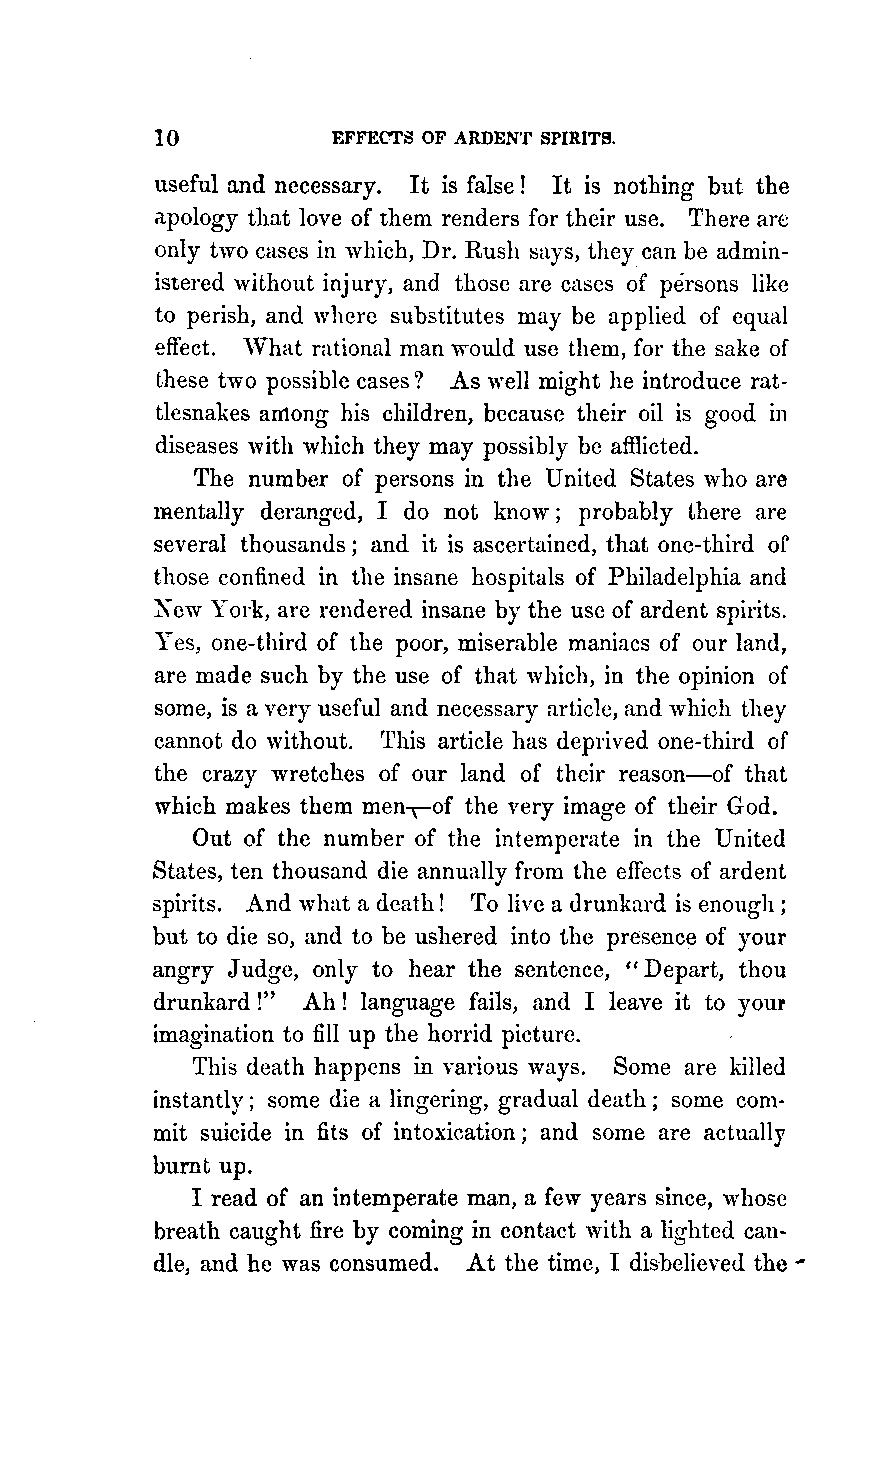 10 EFFECTS OF ARDENT SPIRITS.
useful and necessary. It is false! It is nothing but the
apology that love of them renders for their use. There are
only two cases in which, Dr. Rush says, they can be admin-
istered without injury, and those are cases of persons like
to perish, and where substitutes may be applied of equal
effect. What rational man would use them, for the sake of
these two possible cases? As well might he introduce rat-
tlesnakes among his children, because their oil is good in
diseases with which they may possibly be afflicted.
The number of persons in the United States who are
mentally deranged, I do not know; probably there are
several thousands; and it is ascertained, that one-third of
those confined in the insane hospitals of Philadelphia and
New York, are rendered insane by the use of ardent spirits.
Yes, one-third of the poor, miserable maniacs of our land,
are made such by the use of that which, in the opinion of
some, is a very useful and necessary article, and which they
cannot do without. This article has deprived one-third of
the crazy wretches of our land of their reason—of that
which makes them men—of the very image of their God.
Out of the number of the intemperate in the United
States, ten thousand die annually from the effects of ardent
spirits. And what a death! To live a drunkard is enough;
but to die so, and to be ushered into the presence of your
angry Judge, only to hear the sentence, "Depart, thou
drunkard!" Ah! language fails, and I leave it to your
imagination to fill up the horrid picture.
This death happens in various ways. Some are killed
instantly; some die a lingering, gradual death; some com-
mit suicide in fits of intoxication; and some are actually
burnt up.
I read of an intemperate man, a few years since, whose
breath caught fire by coming in contact with a lighted can-
dle, and he was consumed. At the time, I disbelieved the